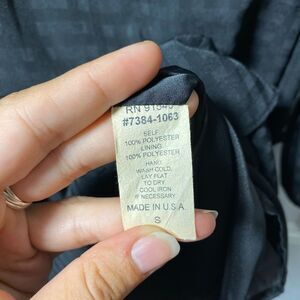 RN 91849
#7384-1063
SELF
100% POLYESTER
LINING
100% POLYESTER
HAND
WASH COLD
LAY FLAT
TO DRY
COOL IRON
IF NECESSARY
MADE IN U.S.A.
S